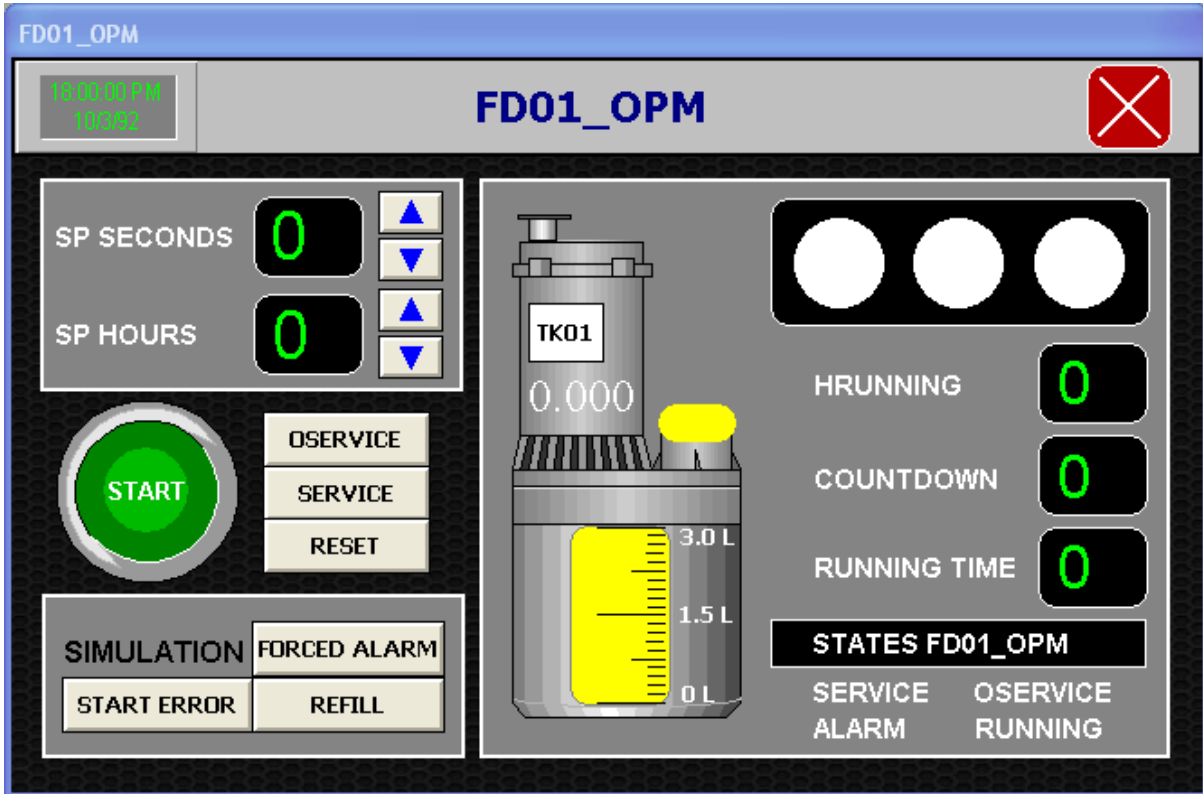 FD01_OPM
18:00:00 PM
10/3/92
FD01_OPM
SP SECONDS 0
SP HOURS 0
START
OSERVICE
SERVICE
RESET
SIMULATION FORCED ALARM
START ERROR REFILL
TK01
0.000
3.0 L
1.5 L
0 L
HRUNNING 0
COUNTDOWN 0
RUNNING TIME 0
STATES FD01_OPM
SERVICE OSERVICE
ALARM RUNNING